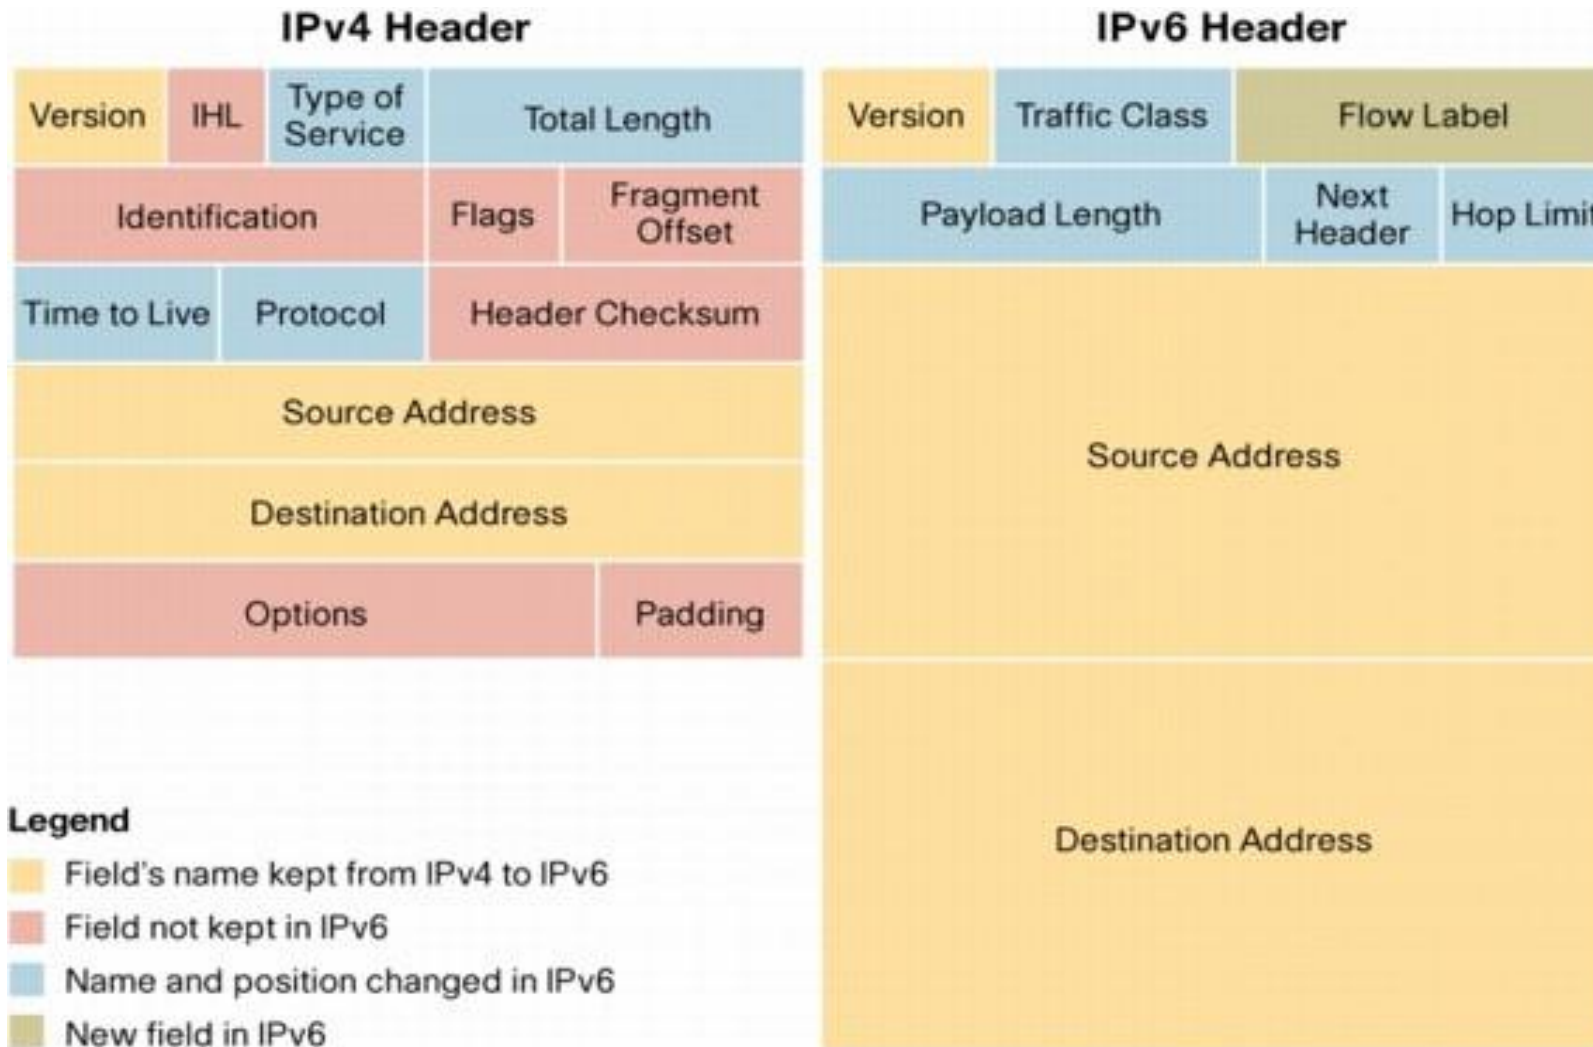 IPv4 Header
IPv6 Header
Version
IHL
Type of
Service
Total Length
Identification
Flags
Fragment
Offset
Time to Live
Protocol
Header Checksum
Source Address
Destination Address
Options
Padding
Version
Traffic Class
Flow Label
Payload Length
Next
Header
Hop Limit
Source Address
Destination Address
Legend
Field's name kept from IPv4 to IPv6
Field not kept in IPv6
Name and position changed in IPv6
New field in IPv6